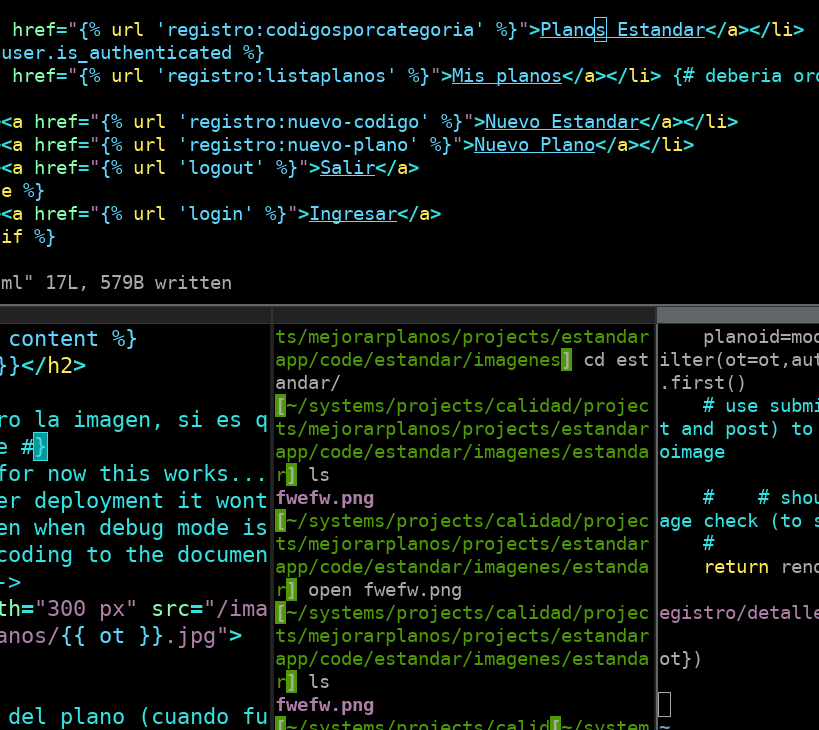 href="{% url 'registro:codigosporcategoria' %}">Planos Estandar</a></li>
user.is_authenticated %}
href="{% url 'registro:listaplanos' %}">Mis planos</a></li> {# deberia ord
<a href="{% url 'registro:nuevo-codigo' %}">Nuevo Estandar</a></li>
<a href="{% url 'registro:nuevo-plano' %}">Nuevo Plano</a></li>
<a href="{% url 'logout' %}">Salir</a>
e %}
<a href="{% url 'login' %}">Ingresar</a>
if %}
ml" 17L, 579B written
content %}
}}</h2>
ro la imagen, si es q
e #}
for now this works...
er deployment it wont
en when debug mode is
coding to the documen
->
th="300 px" src="/ima
anos/{{ ot }}.jpg">
del plano (cuando fu
ts/mejorarplanos/projects/estandar
app/code/estandar/imagenes] cd est
andar/
[~/systems/projects/calidad/projec
ts/mejorarplanos/projects/estandar
app/code/estandar/imagenes/estanda
r] ls
fwefw.png
[~/systems/projects/calidad/projec
ts/mejorarplanos/projects/estandar
app/code/estandar/imagenes/estanda
r] open fwefw.png
[~/systems/projects/calidad/projec
ts/mejorarplanos/projects/estandar
app/code/estandar/imagenes/estanda
r] ls
fwefw.png
[~/systems/projects/calid[~/system
planoid=mod
ilter(ot=ot,aut
.first()
# use submi
t and post) to
oimage
#    # shou
age check (to s
#
return rend
egistro/detalle
ot})
~